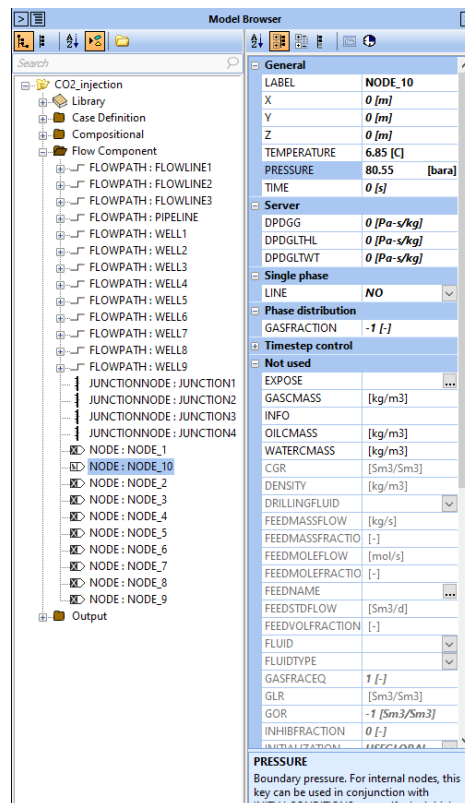 Model Browser
Search
CO2_injection
Library
Case Definition
Compositional
Flow Component
FLOWPATH : FLOWLINE1
FLOWPATH : FLOWLINE2
FLOWPATH : FLOWLINE3
FLOWPATH : PIPELINE
FLOWPATH : WELL1
FLOWPATH : WELL2
FLOWPATH : WELL3
FLOWPATH : WELL4
FLOWPATH : WELL5
FLOWPATH : WELL6
FLOWPATH : WELL7
FLOWPATH : WELL8
FLOWPATH : WELL9
JUNCTIONNODE : JUNCTION1
JUNCTIONNODE : JUNCTION2
JUNCTIONNODE : JUNCTION3
JUNCTIONNODE : JUNCTION4
NODE : NODE_1
NODE : NODE_10
NODE : NODE_2
NODE : NODE_3
NODE : NODE_4
NODE : NODE_5
NODE : NODE_6
NODE : NODE_7
NODE : NODE_8
NODE : NODE_9
Output
General
LABEL NODE_10
X 0 [m]
Y 0 [m]
Z 0 [m]
TEMPERATURE 6.85 [C]
PRESSURE 80.55 [bara]
TIME 0 [s]
Server
DPDGG 0 [Pa-s/kg]
DPDGLTHL 0 [Pa-s/kg]
DPDGLTWT 0 [Pa-s/kg]
Single phase
LINE NO
Phase distribution
GASFRACTION -1 [-]
Timestep control
Not used
EXPOSE ...
GASCMASS [kg/m3]
INFO
OILCMASS [kg/m3]
WATERCMASS [kg/m3]
CGR [Sm3/Sm3]
DENSITY [kg/m3]
DRILLINGFLUID
FEEDMASSFLOW [kg/s]
FEEDMASSFRACTIO [-]
FEEDMOLEFLOW [mol/s]
FEEDMOLEFRACTIO [-]
FEEDNAME ...
FEEDSTDFLOW [Sm3/d]
FEEDVOLFRACTION [-]
FLUID
FLUIDTYPE
GASFRACEQ 1 [-]
GLR [Sm3/Sm3]
GOR -1 [Sm3/Sm3]
INHIBFRACTION 0 [-]
INITIALIZATION USEGLOBAL
PRESSURE
Boundary pressure. For internal nodes, this
key can be used in conjunction with